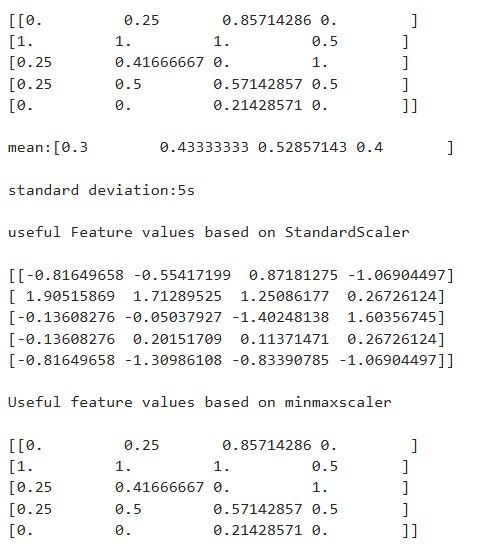 [[0.         0.25       0.85714286 0.        ]
[1.         1.         1.         0.5       ]
[0.25       0.41666667 0.         1.        ]
[0.25       0.5        0.57142857 0.5       ]
[0.         0.         0.21428571 0.        ]]
mean:[0.3        0.43333333 0.52857143 0.4       ]
standard deviation:5s
useful Feature values based on StandardScaler
[[-0.81649658 -0.55417199  0.87181275 -1.06904497]
[ 1.90515869  1.71289525  1.25086177  0.26726124]
[-0.13608276 -0.05037927 -1.40248138  1.60356745]
[-0.13608276  0.20151709  0.11371471  0.26726124]
[-0.81649658 -1.30986108 -0.83390785 -1.06904497]]
Useful feature values based on minmaxscaler
[[0.         0.25       0.85714286 0.        ]
[1.         1.         1.         0.5       ]
[0.25       0.41666667 0.         1.        ]
[0.25       0.5        0.57142857 0.5       ]
[0.         0.         0.21428571 0.        ]]